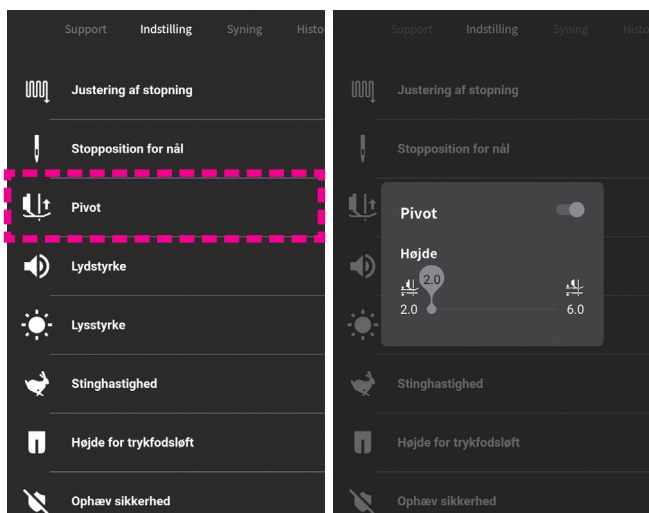 Support Indstilling Syning Histo
Justering af stopning
Stopposition for nål
Pivot
Lydstyrke
Lysstyrke
Stinghastighed
Højde for trykfodsløft
Ophæv sikkerhed
Support Indstilling Syning Histo
Justering af stopning
Stopposition for nål
Pivot
Højde
2.0
2.0 6.0
Stinghastighed
Højde for trykfodsløft
Ophæv sikkerhed